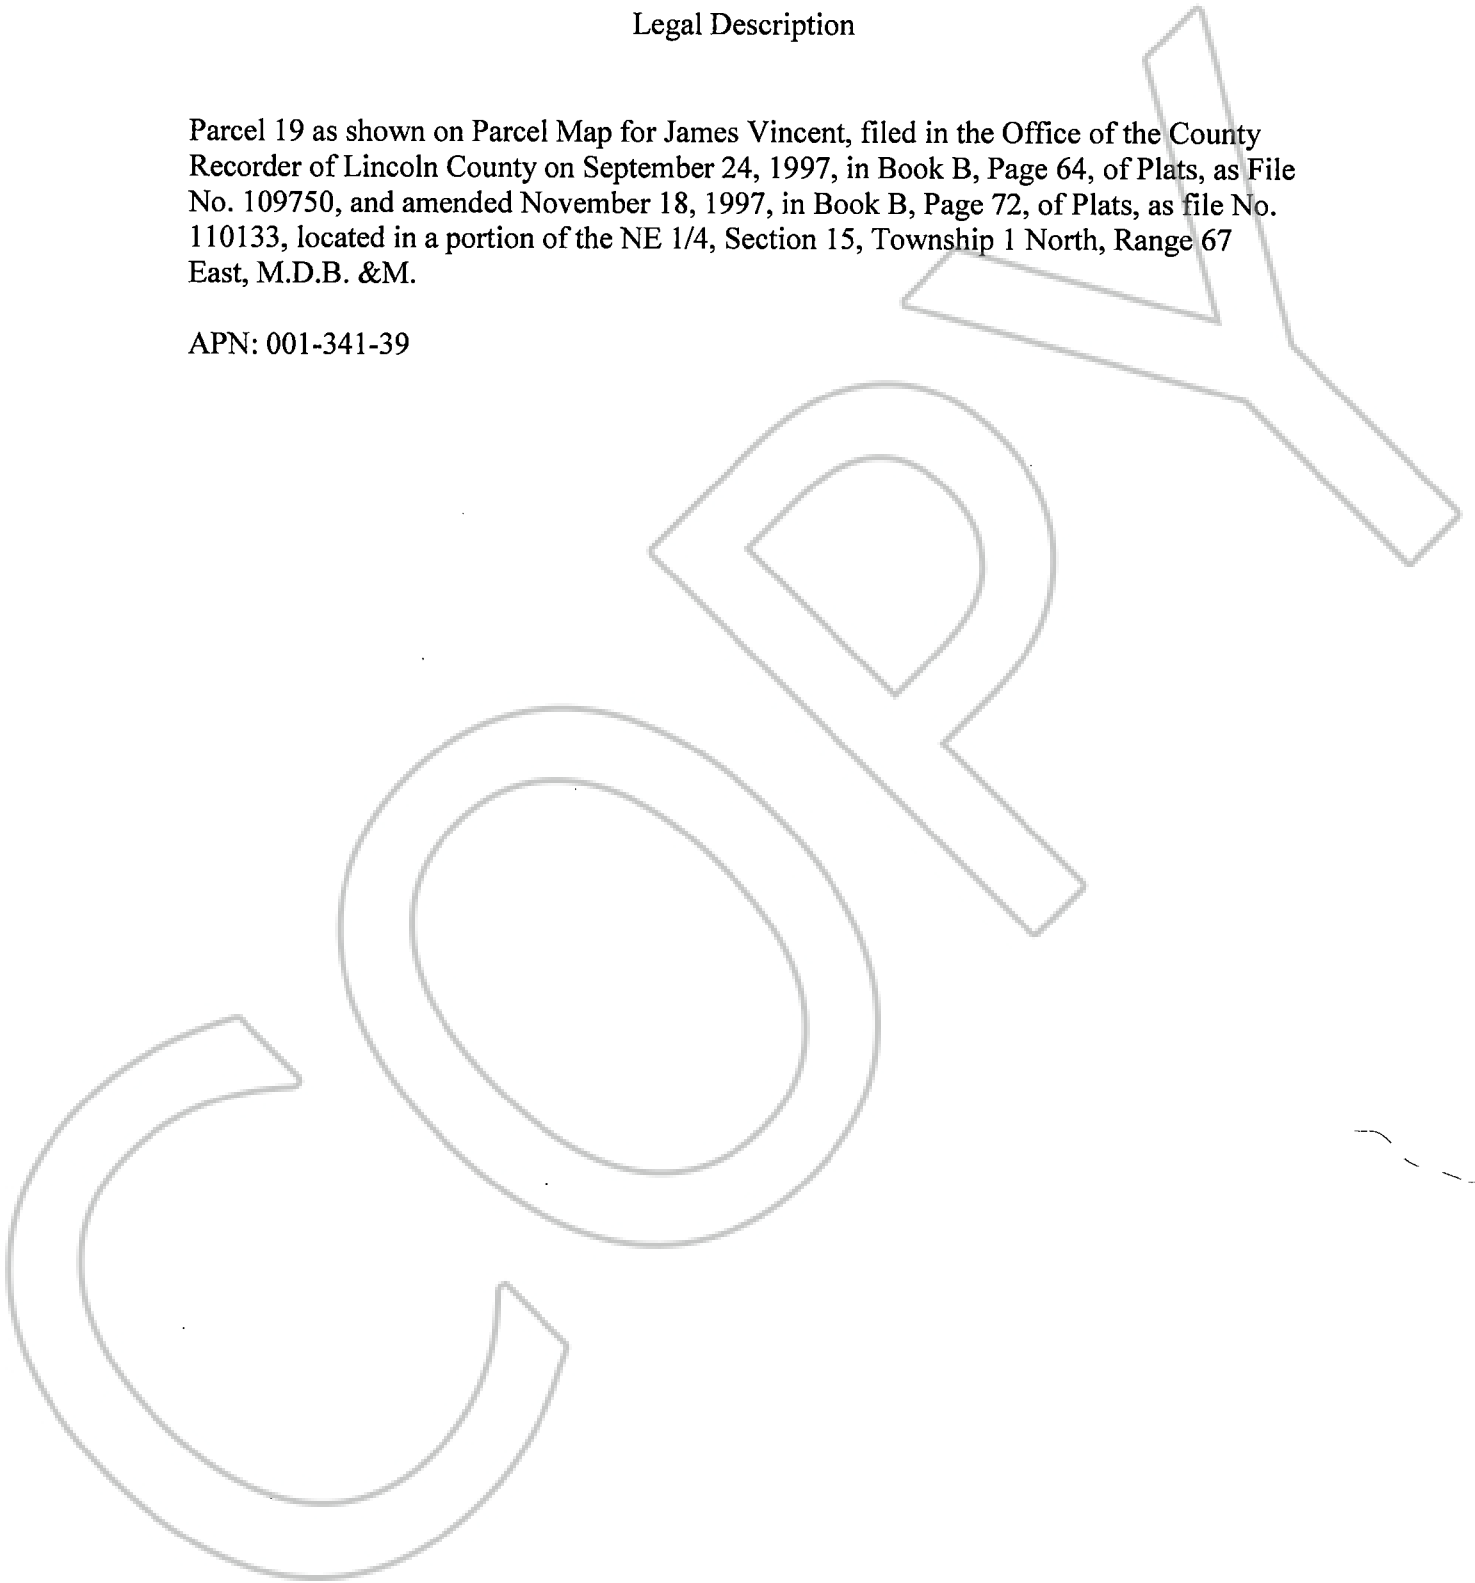 Legal Description
Parcel 19 as shown on Parcel Map for James Vincent, filed in the Office of the County
Recorder of Lincoln County on September 24, 1997, in Book B, Page 64, of Plats, as File
No. 109750, and amended November 18, 1997, in Book B, Page 72, of Plats, as file No.
110133, located in a portion of the NE 1/4, Section 15, Township 1 North, Range 67
East, M.D.B. &M.
APN: 001-341-39
COPY